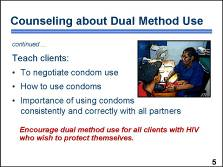 Counseling about Dual Method Use
continued ...
Teach clients:
• To negotiate condom use
• How to use condoms
• Importance of using condoms
consistently and correctly with all partners
Encourage dual method use for all clients with HIV
who wish to protect themselves.
5